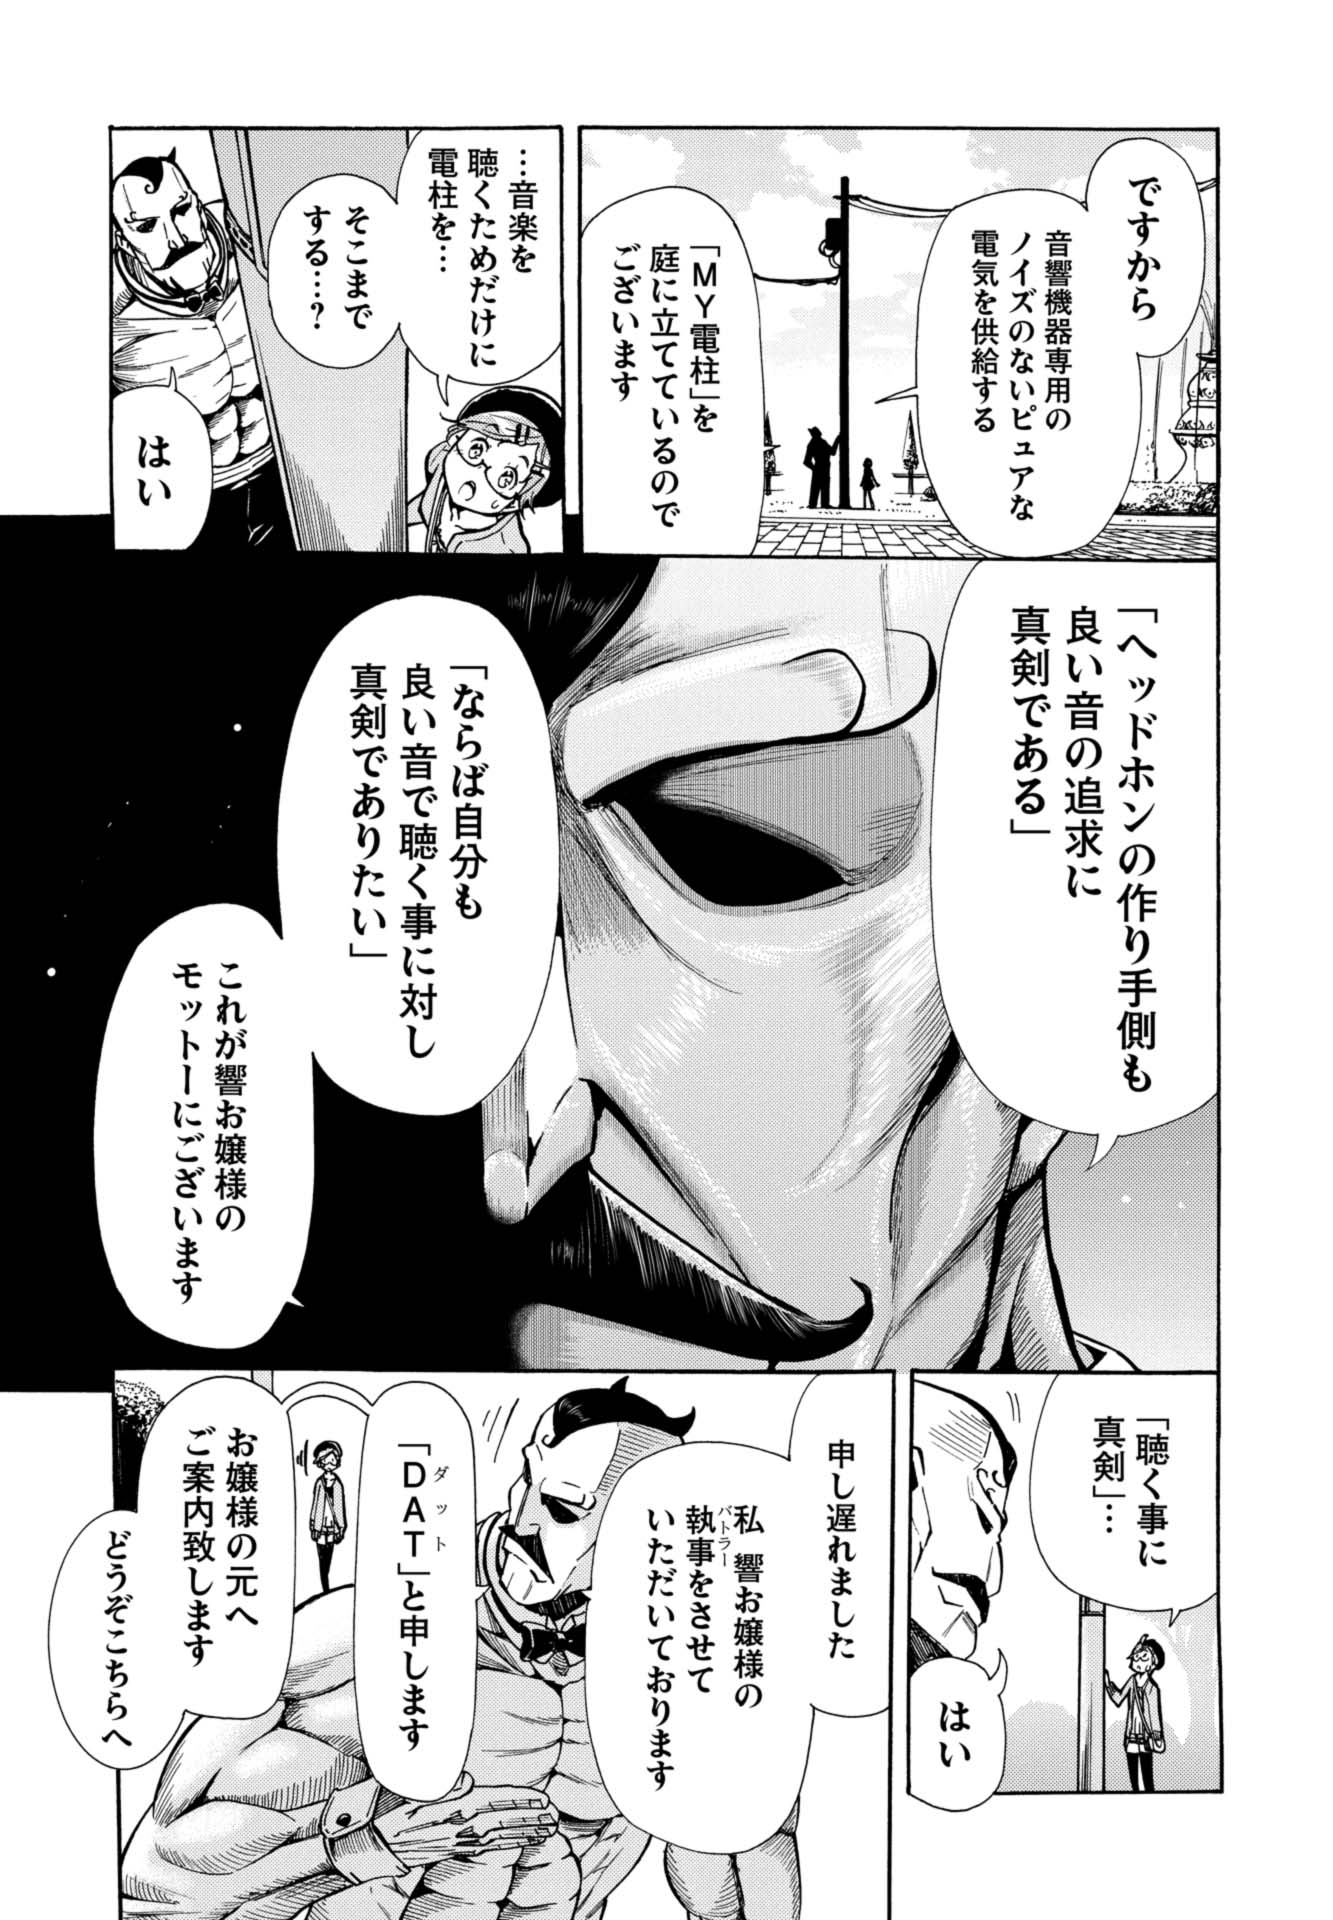 ですから
音響機器専用の
ノイズのないピュアな
電気を供給する
「MY電柱」を
庭に立てているので
ございます
…音楽を
聴くためだけに
電柱を…
そこまで
する…?
はい
「ヘッドホンの作り手側も
良い音の追求に
真剣である」
「ならば自分も
良い音で聴く事に対し
真剣でありたい」
これが響お嬢様の
モットーにございます
「聴く事に
真剣」…
はい
申し遅れました
私 響お嬢様の
執事をさせて
バトラー
いただいております
「DAT」と申します
ダット
お嬢様の元へ
ご案内致します
どうぞこちらへ